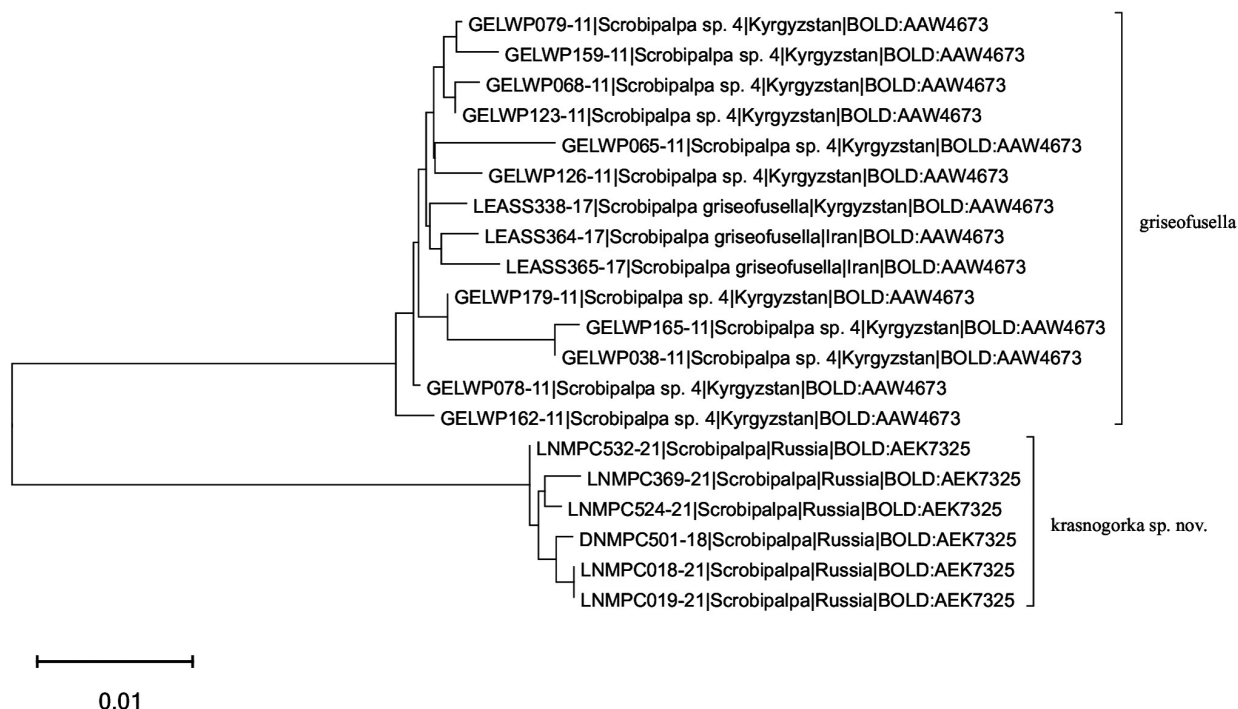 GELWP079-11|Scrobipalpa sp. 4|Kyrgyzstan|BOLD:AAW4673
GELWP159-11|Scrobipalpa sp. 4|Kyrgyzstan|BOLD:AAW4673
GELWP068-11|Scrobipalpa sp. 4|Kyrgyzstan|BOLD:AAW4673
GELWP123-11|Scrobipalpa sp. 4|Kyrgyzstan|BOLD:AAW4673
GELWP065-11|Scrobipalpa sp. 4|Kyrgyzstan|BOLD:AAW4673
GELWP126-11|Scrobipalpa sp. 4|Kyrgyzstan|BOLD:AAW4673
LEASS338-17|Scrobipalpa griseofusella|Kyrgyzstan|BOLD:AAW4673
griseofusella
LEASS364-17|Scrobipalpa griseofusella|Iran|BOLD:AAW4673
LEASS365-17|Scrobipalpa griseofusella|Iran|BOLD:AAW4673
GELWP179-11|Scrobipalpa sp. 4|Kyrgyzstan|BOLD:AAW4673
GELWP165-11|Scrobipalpa sp. 4|Kyrgyzstan|BOLD:AAW4673
GELWP038-11|Scrobipalpa sp. 4|Kyrgyzstan|BOLD:AAW4673
GELWP078-11|Scrobipalpa sp. 4|Kyrgyzstan|BOLD:AAW4673
GELWP162-11|Scrobipalpa sp. 4|Kyrgyzstan|BOLD:AAW4673
LNMPC532-21|Scrobipalpa|Russia|BOLD:AEK7325
LNMPC369-21|Scrobipalpa|Russia|BOLD:AEK7325
LNMPC524-21|Scrobipalpa|Russia|BOLD:AEK7325
krasnogorka sp. nov.
DNMPC501-18|Scrobipalpa|Russia|BOLD:AEK7325
LNMPC018-21|Scrobipalpa|Russia|BOLD:AEK7325
LNMPC019-21|Scrobipalpa|Russia|BOLD:AEK7325
0.01